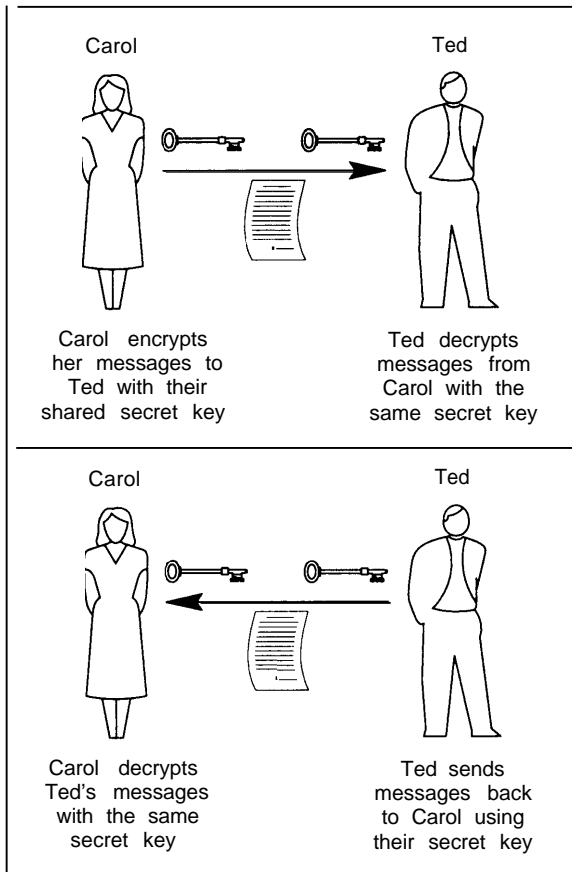 Carol
Ted
Carol encrypts
her messages to
Ted with their
shared secret key
Ted decrypts
messages from
Carol with the
same secret key
Carol
Ted
Carol decrypts
Ted's messages
with the same
secret key
Ted sends
messages back
to Carol using
their secret key